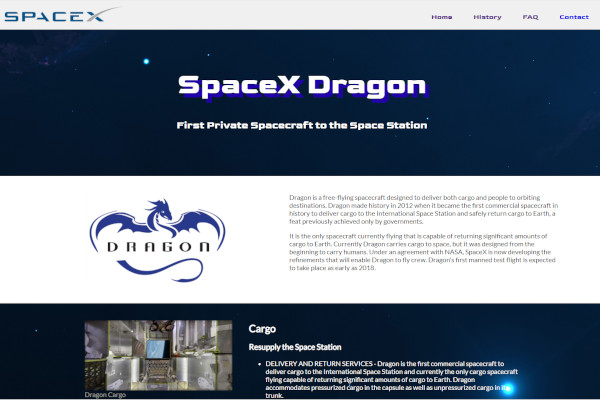 SPACEX
Home History FAQ Contact
SpaceX Dragon
First Private Spacecraft to the Space Station
DRAGON
Dragon is a free-flying spacecraft designed to deliver both cargo and people to orbiting
destinations. Dragon made history in 2012 when it became the first commercial spacecraft in
history to deliver cargo to the International Space Station and safely return cargo to Earth, a
feat previously achieved only by governments.
It is the only spacecraft currently flying that is capable of returning significant amounts of
cargo to Earth. Currently Dragon carries cargo to space, but it was designed from the
beginning to carry humans. Under an agreement with NASA, SpaceX is now developing the
refinements that will enable Dragon to fly crew. Dragon's first manned test flight is expected
to take place as early as 2018.
Dragon Cargo
Cargo
Resupply the Space Station
• DELIVERY AND RETURN SERVICES - Dragon is the first commercial spacecraft to
deliver cargo to the International Space Station and currently the only cargo spacecraft
flying capable of returning significant amounts of cargo to Earth. Dragon
accommodates pressurized cargo in the capsule as well as unpressurized cargo in its
trunk.